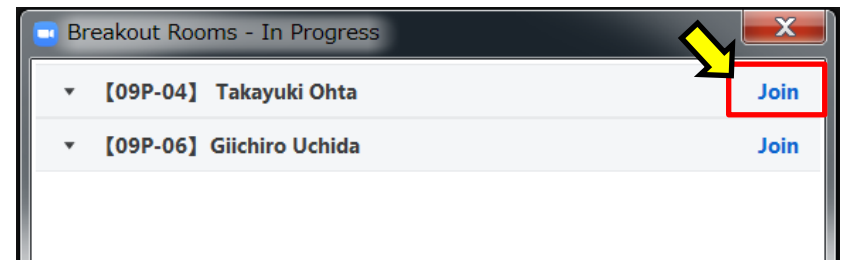 Breakout Rooms - In Progress
【09P-04】 Takayuki Ohta Join
【09P-06】 Giichiro Uchida Join